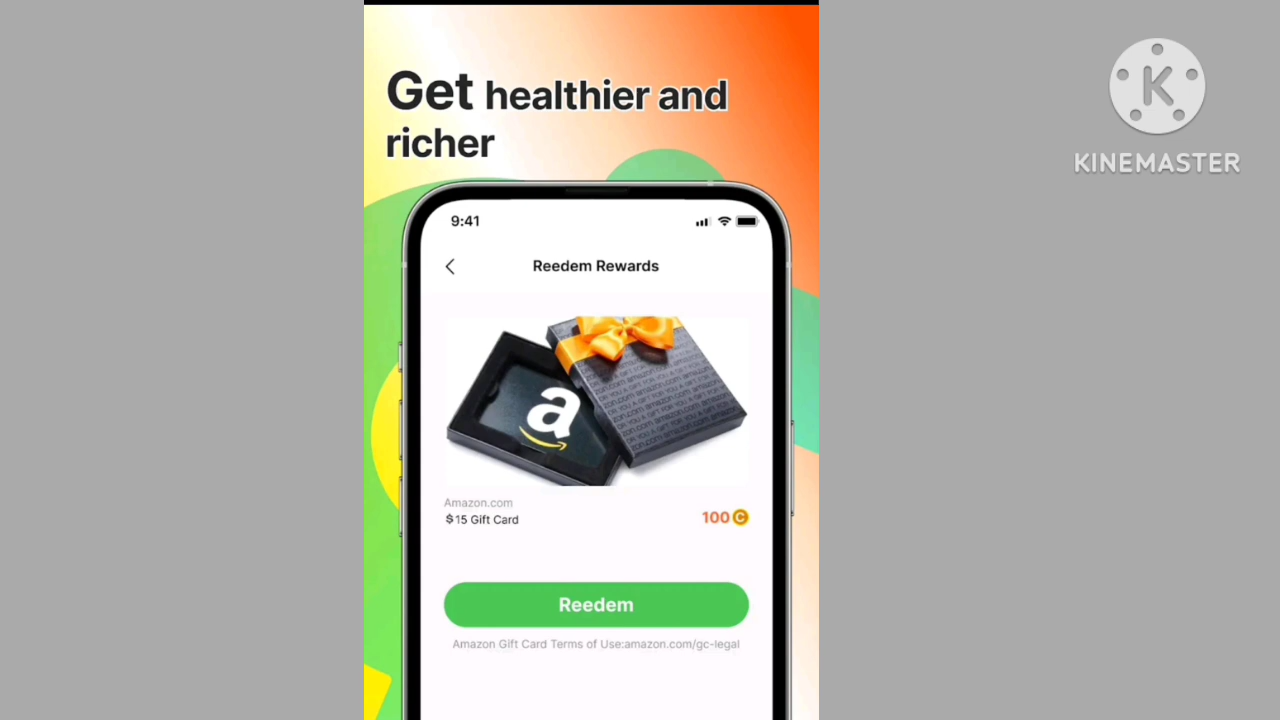 Get healthier and
richer
9:41
Reedem Rewards
a
Amazon.com
$15 Gift Card
100 C
Reedem
Amazon Gift Card Terms of Use:amazon.com/gc-legal
K
KINEMASTER